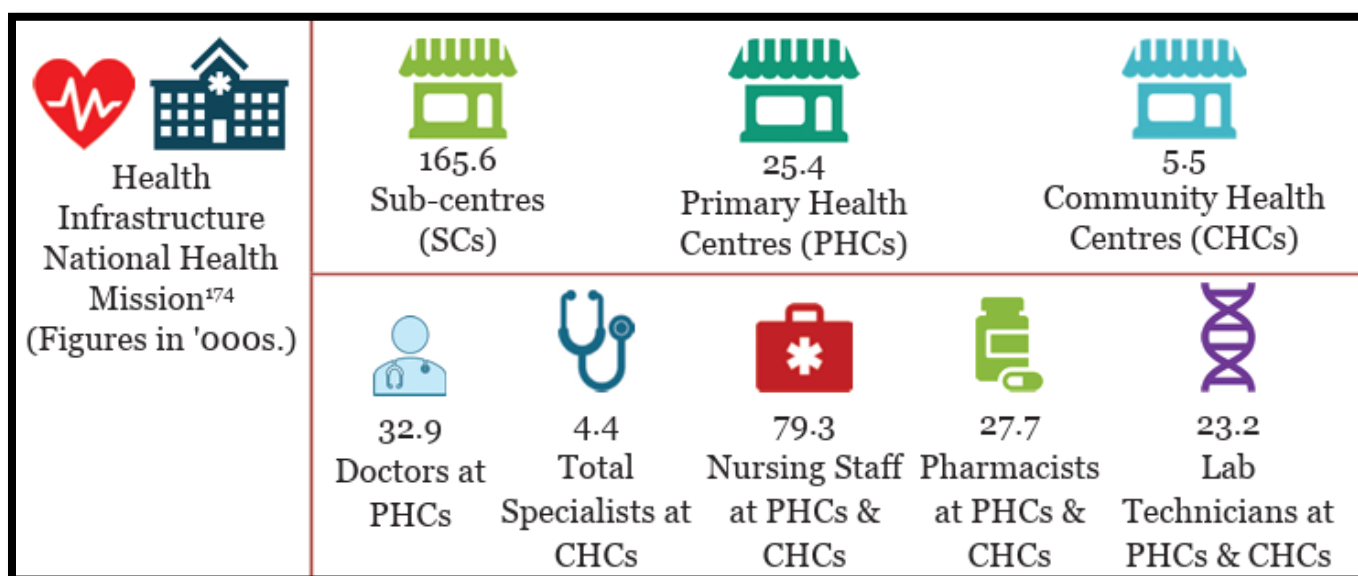 Health
Infrastructure
National Health
Mission¹⁷⁴
(Figures in '000s.)
165.6
Sub-centres
(SCs)
25.4
Primary Health
Centres (PHCs)
5.5
Community Health
Centres (CHCs)
32.9
Doctors at
PHCs
4.4
Total
Specialists at
CHCs
79.3
Nursing Staff
at PHCs &
CHCs
27.7
Pharmacists
at PHCs &
CHCs
23.2
Lab
Technicians at
PHCs & CHCs